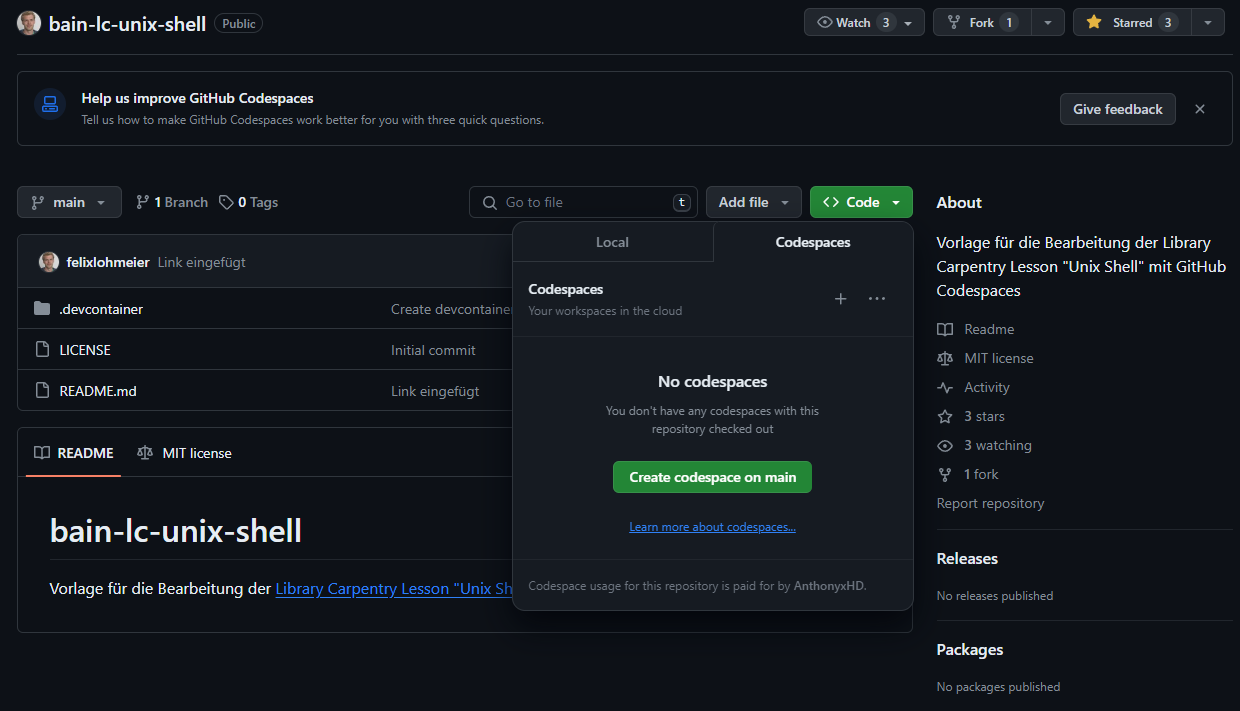 bain-lc-unix-shell Public
Watch 3
Fork 1
Starred 3
Help us improve GitHub Codespaces
Tell us how to make GitHub Codespaces work better for you with three quick questions.
Give feedback
main
1 Branch
0 Tags
Go to file t
Add file
Code
Local
Codespaces
Codespaces
Your workspaces in the cloud
No codespaces
You don't have any codespaces with this
repository checked out
Create codespace on main
Learn more about codespaces...
Codespace usage for this repository is paid for by AnthonyxHD.
felixlohmeier Link eingefügt
.devcontainer Create devcontainer
LICENSE Initial commit
README.md Link eingefügt
README
MIT license
bain-lc-unix-shell
Vorlage für die Bearbeitung der Library Carpentry Lesson "Unix Sh
About
Vorlage für die Bearbeitung der Library
Carpentry Lesson "Unix Shell" mit GitHub
Codespaces
Readme
MIT license
Activity
3 stars
3 watching
1 fork
Report repository
Releases
No releases published
Packages
No packages published